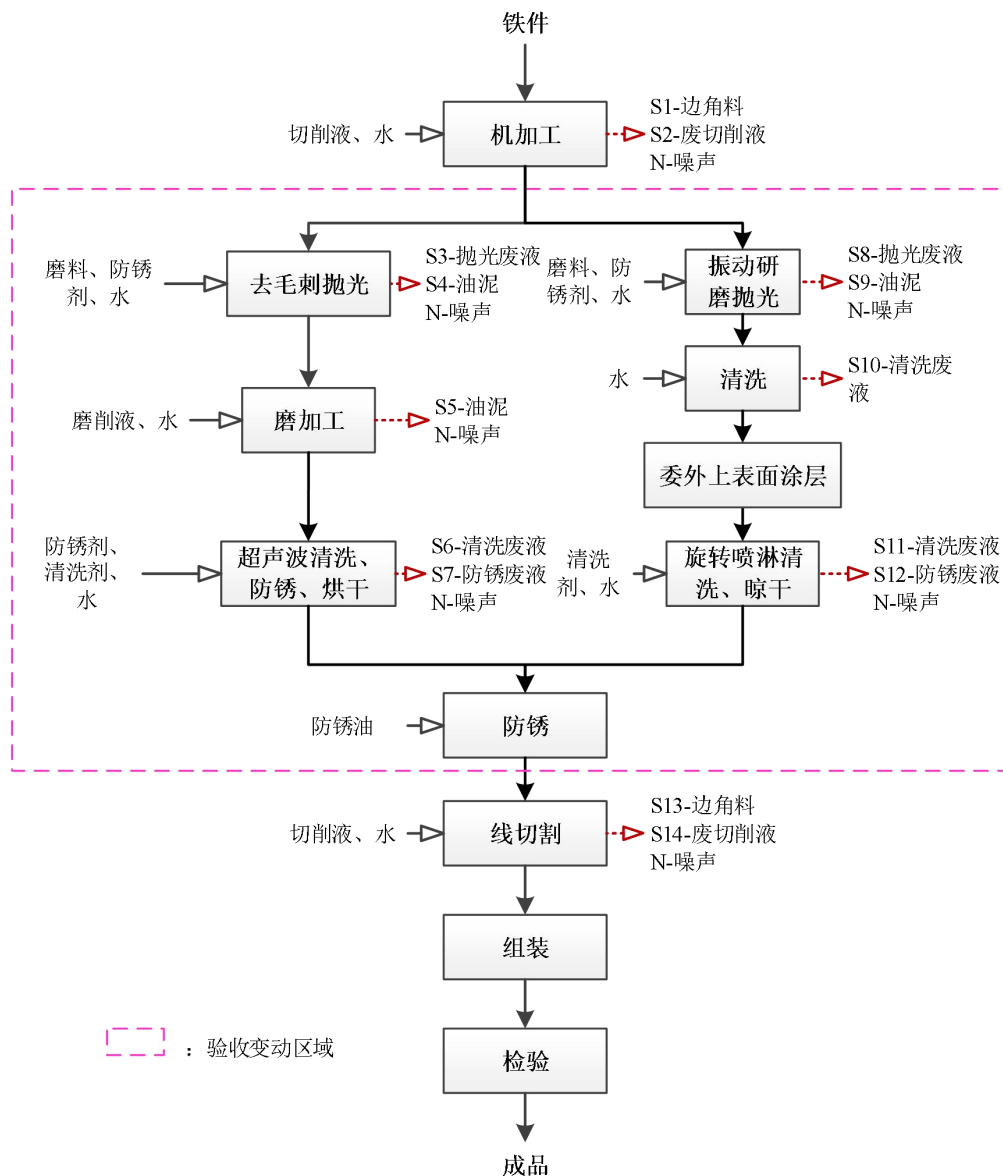 铁件
切削液、水
机加工
S1-边角料
S2-废切削液
N-噪声
磨料、防锈
剂、水
去毛刺抛光
S3-抛光废液
S4-油泥
N-噪声
磨料、防
锈剂、水
振动研
磨抛光
S8-抛光废液
S9-油泥
N-噪声
磨削液、水
磨加工
S5-油泥
N-噪声
水
清洗
S10-清洗废
液
委外上表面涂层
防锈剂、
清洗剂、
水
超声波清洗、
防锈、烘干
S6-清洗废液
S7-防锈废液
N-噪声
清洗
剂、水
旋转喷淋清
洗、晾干
S11-清洗废液
S12-防锈废液
N-噪声
防锈油
防锈
切削液、水
线切割
S13-边角料
S14-废切削液
N-噪声
组装
检验
：验收变动区域
成品